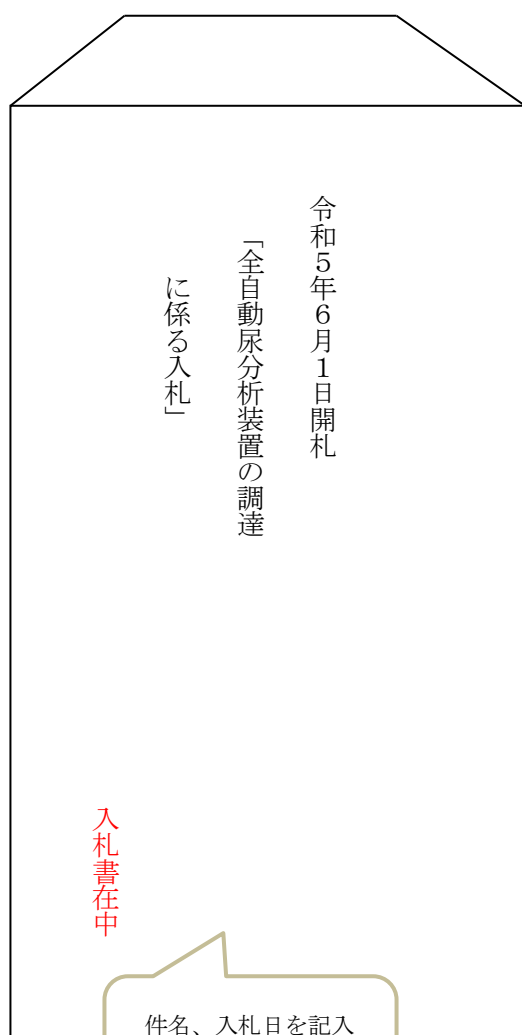 令和５年６月１日開札
「全自動尿分析装置の調達
に係る入札」
入札書在中
件名、入札日を記入